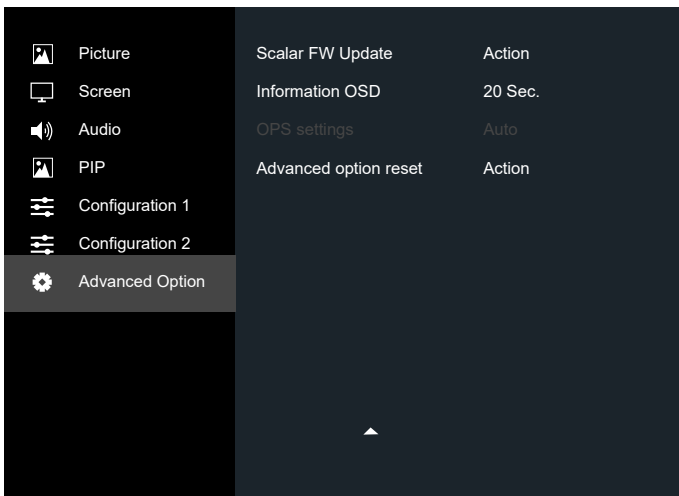 Picture
Screen
Audio
PIP
Configuration 1
Configuration 2
Advanced Option
Scalar FW Update Action
Information OSD 20 Sec.
OPS settings Auto
Advanced option reset Action